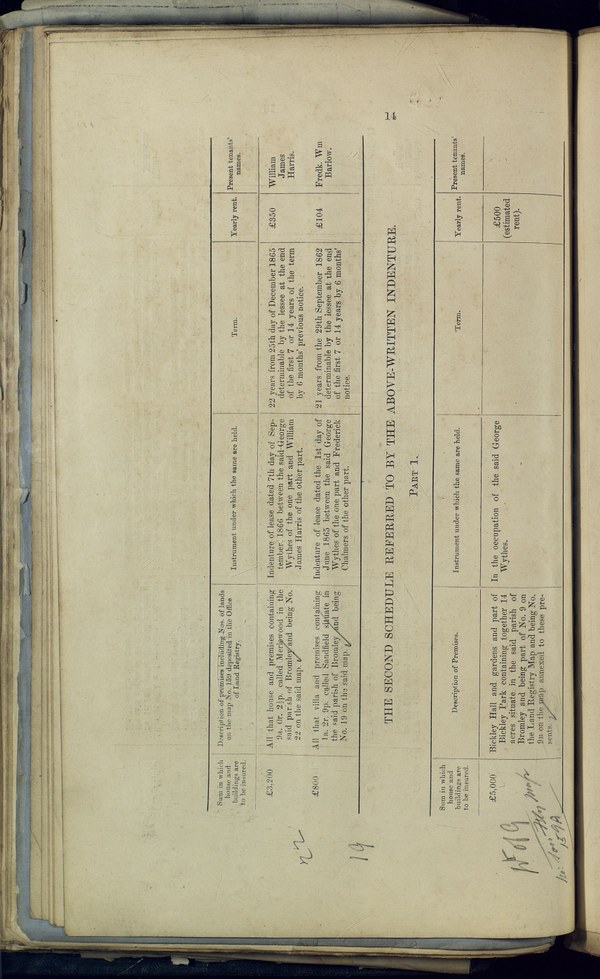 14
Sum in which
house and
buildings are
to be insured.
Description of premises including Nos. of lands
on the map No. 1459 deposited in the Office
of Land Registry.
Instrument under which the same are held.
Term.
Yearly rent.
Present tenants'
names.
£3,200
All that house and premises containing
9a. 0r. 24p. called Merlewood in the
said parish of Bromley and being No.
22 on the said map.
Indenture of lease dated 7th day of Sep-
tember, 1866 between the said George
Wythes of the one part and William
James Harris of the other part.
22 years from 25th day of December 1865
determinable by the lessee at the end
of the first 7 or 14 years of the term
by 6 months' previous notice.
£350
William
James
Harris.
22
£800
All that villa and premises containing
1a. 2r. 9p. called Sandfield situate in
the said parish of Bromley and being
No. 19 on the said map.
Indenture of lease dated the 1st day of
June 1865 between the said George
Wythes of the one part and Frederick
Chalmers of the other part.
21 years from the 29th September 1862
determinable by the lessee at the end
of the first 7 or 14 years by 6 months'
notice.
£104
Fredk. Wm
Barlow.
19
THE SECOND SCHEDULE REFERRED TO BY THE ABOVE-WRITTEN INDENTURE.
PART 1.
Sum in which
house and
buildings are
to be insured.
Description of Premises.
Instrument under which the same are held.
Term.
Yearly rent.
Present tenants'
names.
£5,000
Bickley Hall and gardens and part of
Bickley Park containing together 14
acres situate in the said parish of
Bromley and being part of No. 9 on
the Land Registry Map and being No.
9a on the map annexed to these pre-
sents.
In the occupation of the said George
Wythes.
£500
(estimated
rent).
pt of 9
map
9A